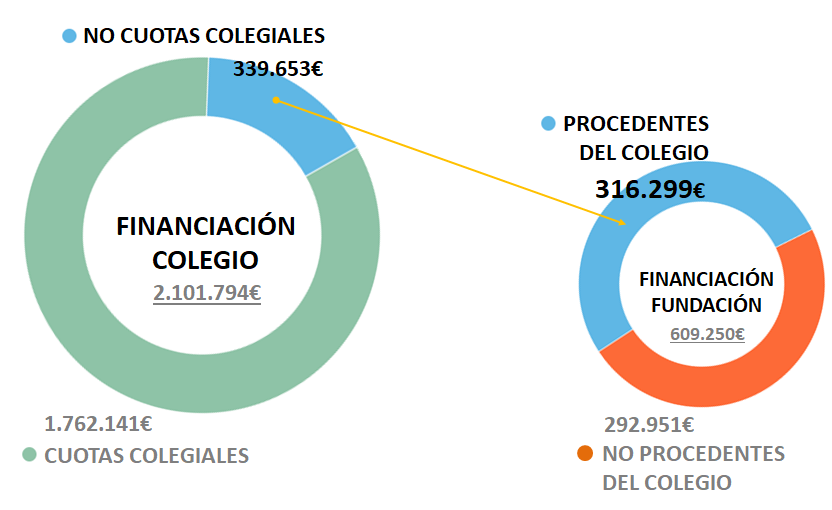 NO CUOTAS COLEGIALES
339.653€
FINANCIACIÓN
COLEGIO
2.101.794€
1.762.141€
CUOTAS COLEGIALES
PROCEDENTES
DEL COLEGIO
316.299€
FINANCIACIÓN
FUNDACIÓN
609.250€
292.951€
NO PROCEDENTES
DEL COLEGIO